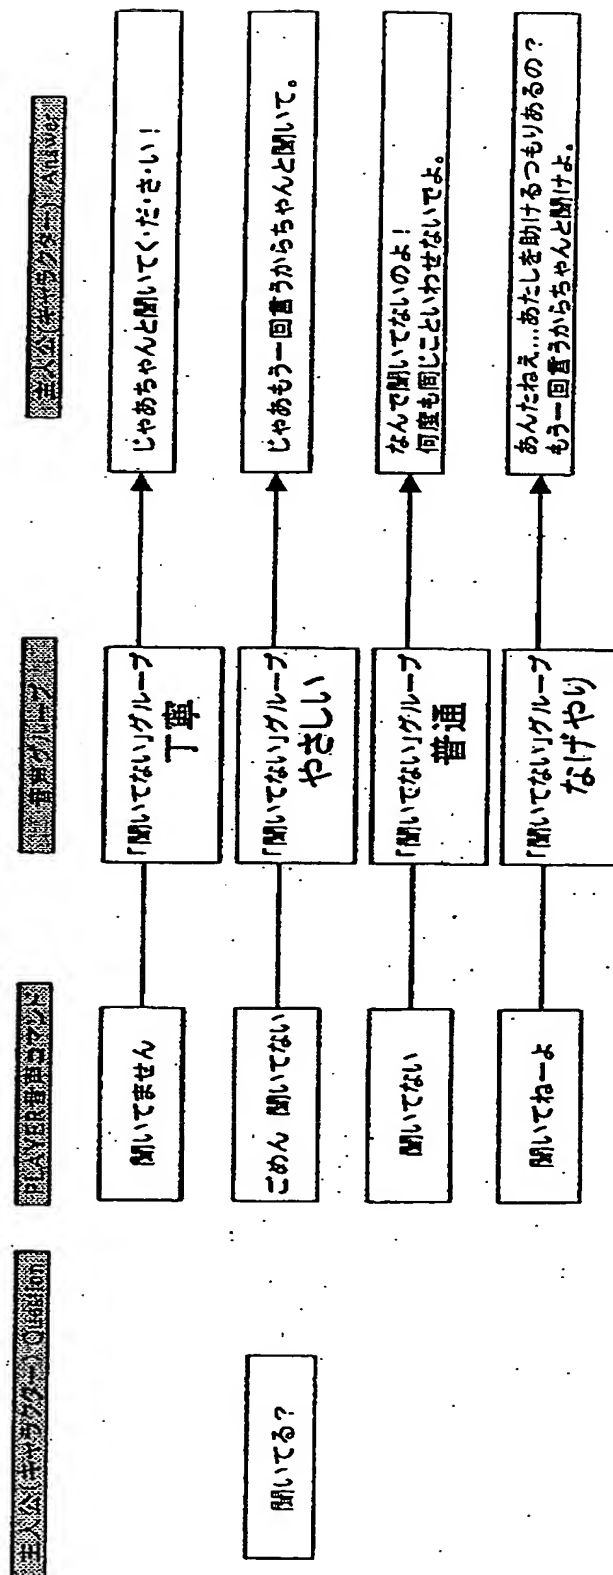 主人公(キャラクター) Question
PLAYER音声コマンド
音声グループ
主人公(キャラクター) Answer
聞いてる?
聞いてません
「聞いてない」グループ
丁寧
じゃあちゃんと聞いてく・だ・さ・い!
ごめん 聞いてない
「聞いてない」グループ
やさしい
じゃあもう一回言うからちゃんと聞いて。
聞いてない
「聞いてない」グループ
普通
なんで聞いてないのよ!
何度も同じこといわせないでよ。
聞いてねーよ
「聞いてない」グループ
なげやり
あんたねえ...あたしを助けるつもりあるの?
もう一回言うからちゃんと聞けよ。